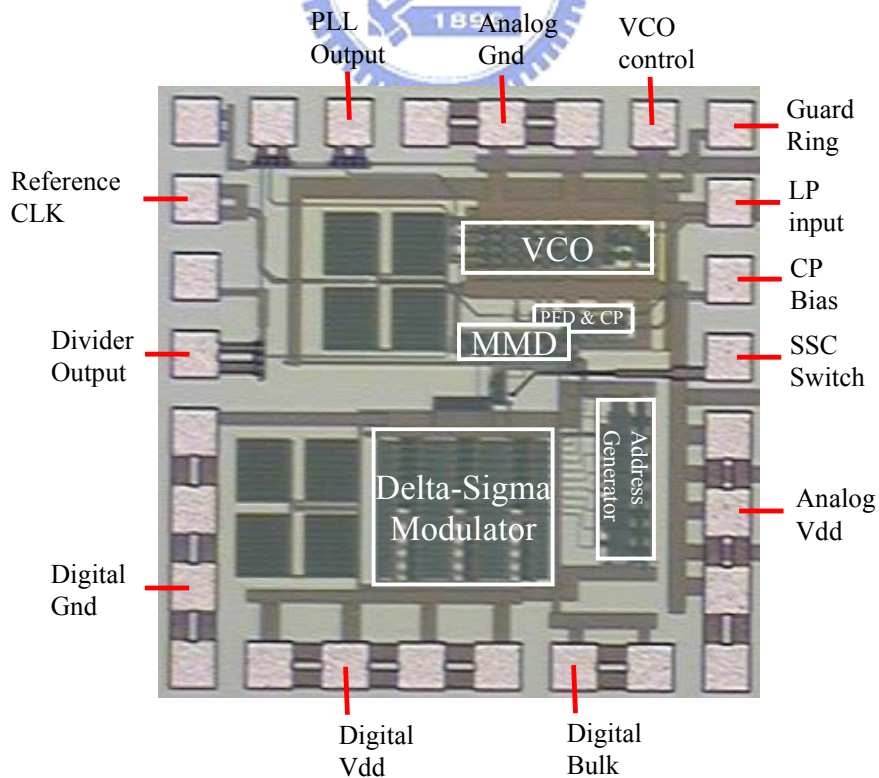 1896
PLL
Output
Analog
Gnd
VCO
control
Guard
Ring
Reference
CLK
LP
input
VCO
CP
Bias
PFD & CP
MMD
Divider
Output
SSC
Switch
Address
Generator
Delta-Sigma
Modulator
Analog
Vdd
Digital
Gnd
Digital
Vdd
Digital
Bulk